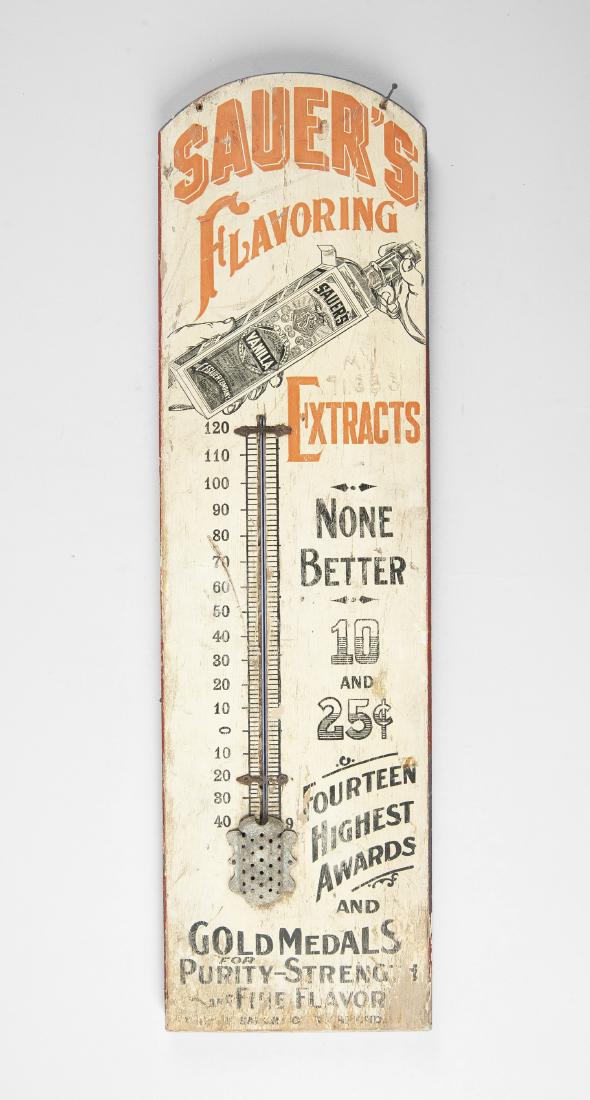 SAUER'S
FLAVORING
SAUER'S
VANILLA
EXTRACTS
120
110
100
90
80
70
60
50
40
30
20
10
0
10
20
30
40
NONE
BETTER
10
AND
25¢
FOURTEEN
HIGHEST
AWARDS
AND
GOLD MEDALS
FOR
PURITY-STRENGTH
FINE FLAVOR